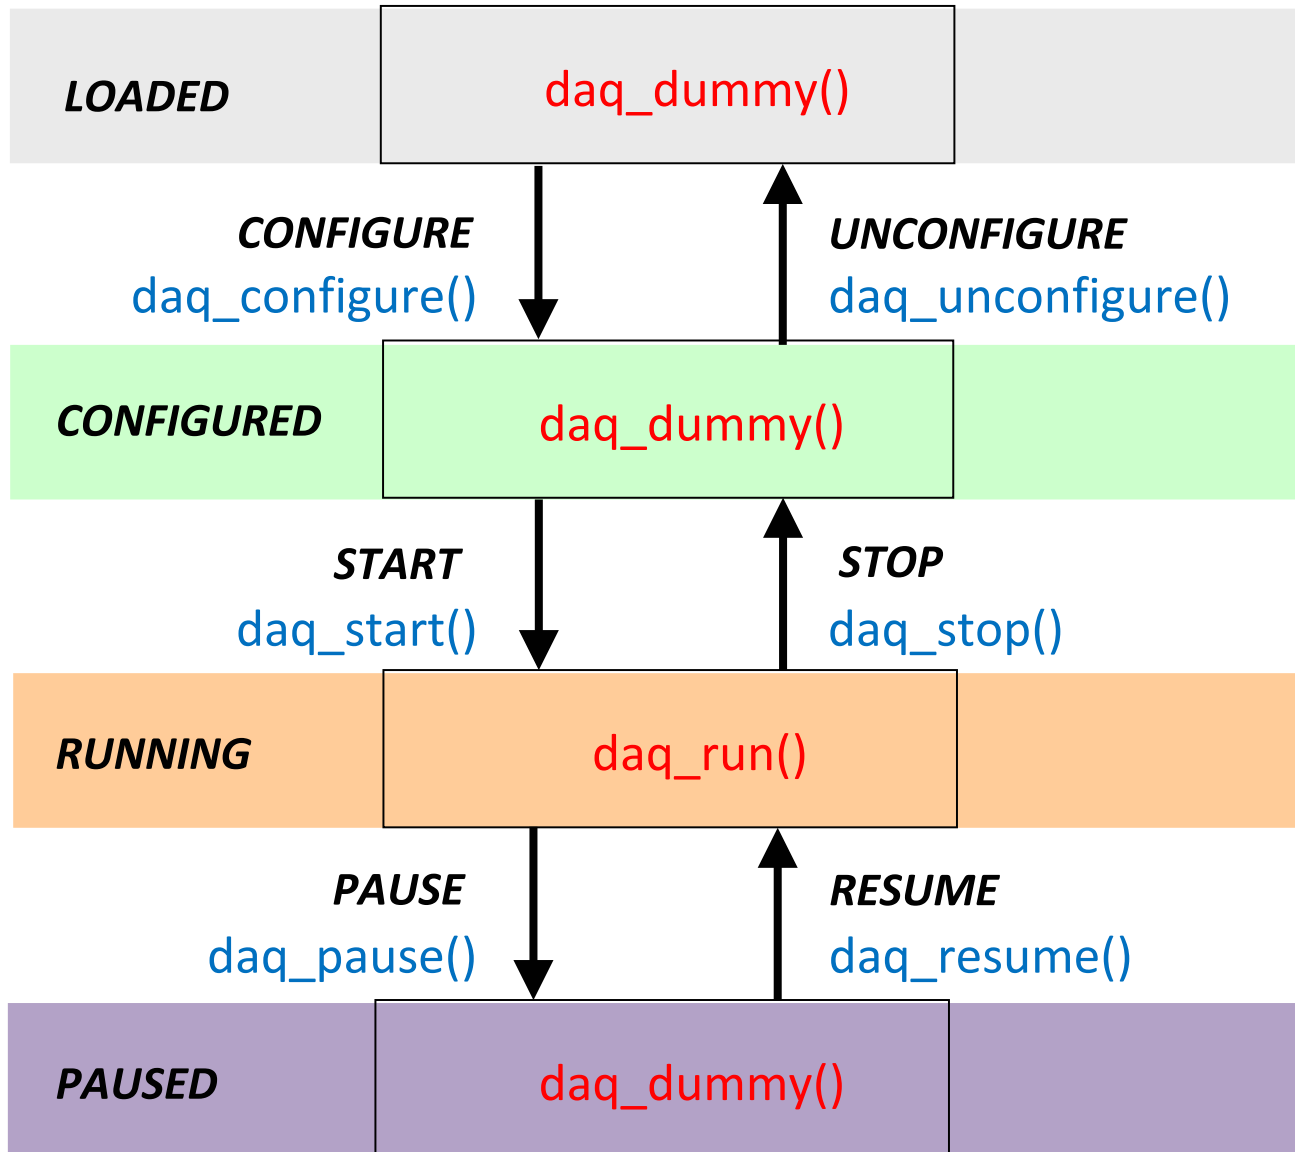 LOADED
daq_dummy()
CONFIGURE
UNCONFIGURE
daq_configure()
daq_unconfigure()
CONFIGURED
daq_dummy()
START
STOP
daq_start()
daq_stop()
RUNNING
daq_run()
PAUSE
RESUME
daq_pause()
daq_resume()
PAUSED
daq_dummy()